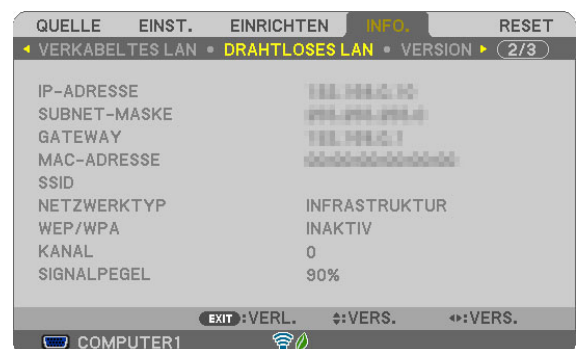 QUELLE EINST. EINRICHTEN INFO. RESET
VERKABELTES LAN • DRAHTLOSES LAN • VERSION 2/3
IP-ADRESSE
SUBNET-MASKE
GATEWAY
MAC-ADRESSE
SSID
NETZWERKTYP INFRASTRUKTUR
WEP/WPA INAKTIV
KANAL 0
SIGNALPEGEL 90%
EXIT :VERL. :VERS. :VERS.
COMPUTER1